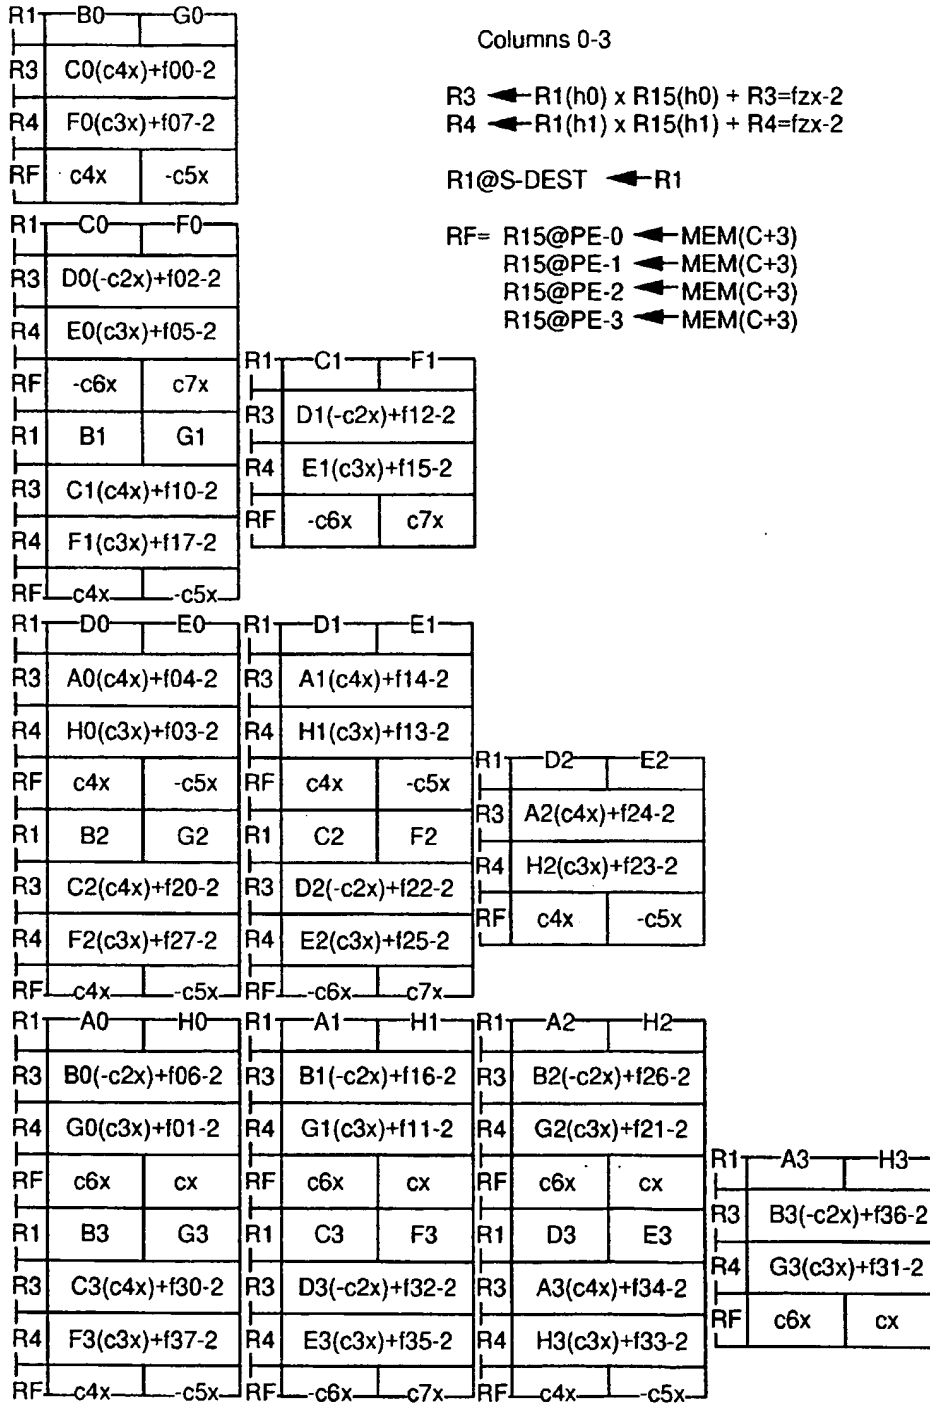 R1 B0 G0
R3 C0(c4x)+f00-2
R4 F0(c3x)+f07-2
RF c4x -c5x
Columns 0-3
R3 ← R1(h0) x R15(h0) + R3=fzx-2
R4 ← R1(h1) x R15(h1) + R4=fzx-2
R1@S-DEST ← R1
RF= R15@PE-0 ← MEM(C+3)
R15@PE-1 ← MEM(C+3)
R15@PE-2 ← MEM(C+3)
R15@PE-3 ← MEM(C+3)
R1 C0 F0
R3 D0(-c2x)+f02-2
R4 E0(c3x)+f05-2
RF -c6x c7x
R1 B1 G1
R3 C1(c4x)+f10-2
R4 F1(c3x)+f17-2
RF c4x -c5x
R1 C1 F1
R3 D1(-c2x)+f12-2
R4 E1(c3x)+f15-2
RF -c6x c7x
R1 D0 E0
R3 A0(c4x)+f04-2
R4 H0(c3x)+f03-2
RF c4x -c5x
R1 B2 G2
R3 C2(c4x)+f20-2
R4 F2(c3x)+f27-2
RF c4x -c5x
R1 D1 E1
R3 A1(c4x)+f14-2
R4 H1(c3x)+f13-2
RF c4x -c5x
R1 C2 F2
R3 D2(-c2x)+f22-2
R4 E2(c3x)+f25-2
RF -c6x c7x
R1 D2 E2
R3 A2(c4x)+f24-2
R4 H2(c3x)+f23-2
RF c4x -c5x
R1 A0 H0
R3 B0(-c2x)+f06-2
R4 G0(c3x)+f01-2
RF c6x cx
R1 B3 G3
R3 C3(c4x)+f30-2
R4 F3(c3x)+f37-2
RF c4x -c5x
R1 A1 H1
R3 B1(-c2x)+f16-2
R4 G1(c3x)+f11-2
RF c6x cx
R1 C3 F3
R3 D3(-c2x)+f32-2
R4 E3(c3x)+f35-2
RF -c6x c7x
R1 A2 H2
R3 B2(-c2x)+f26-2
R4 G2(c3x)+f21-2
RF c6x cx
R1 D3 E3
R3 A3(c4x)+f34-2
R4 H3(c3x)+f33-2
RF c4x -c5x
R1 A3 H3
R3 B3(-c2x)+f36-2
R4 G3(c3x)+f31-2
RF c6x cx